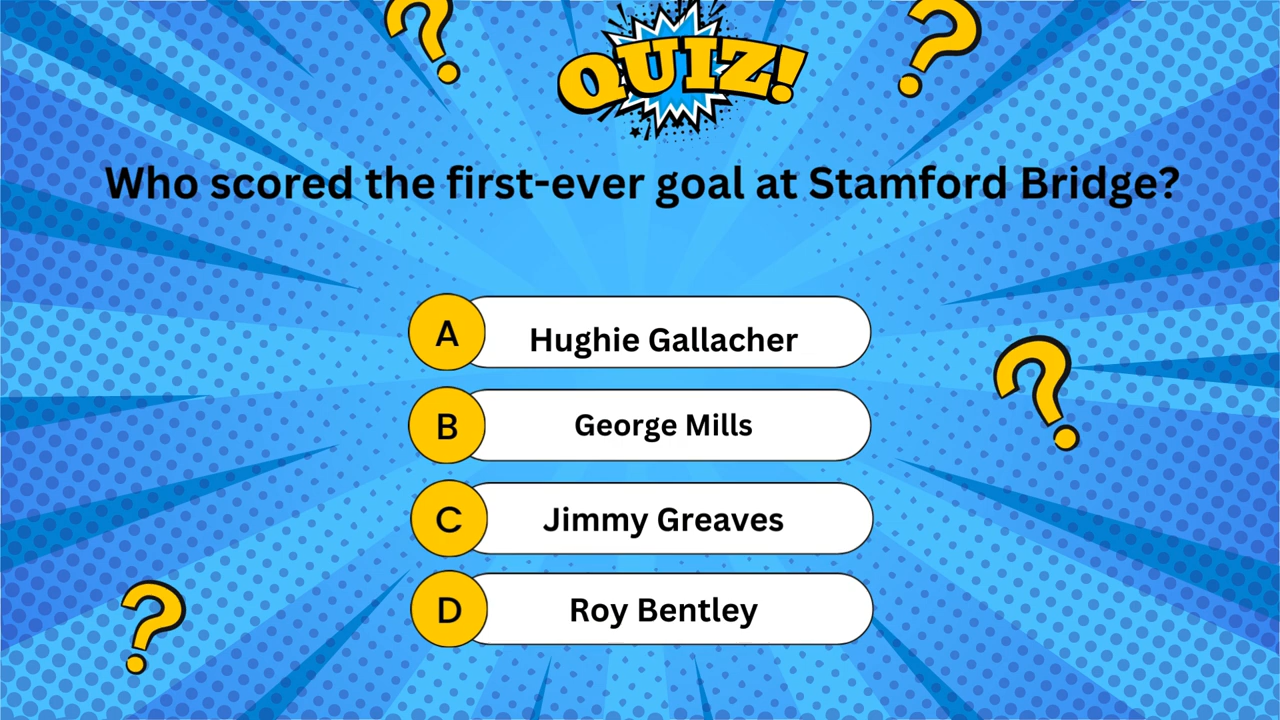 QUIZ!
Who scored the first-ever goal at Stamford Bridge?
A Hughie Gallacher
B George Mills
C Jimmy Greaves
D Roy Bentley